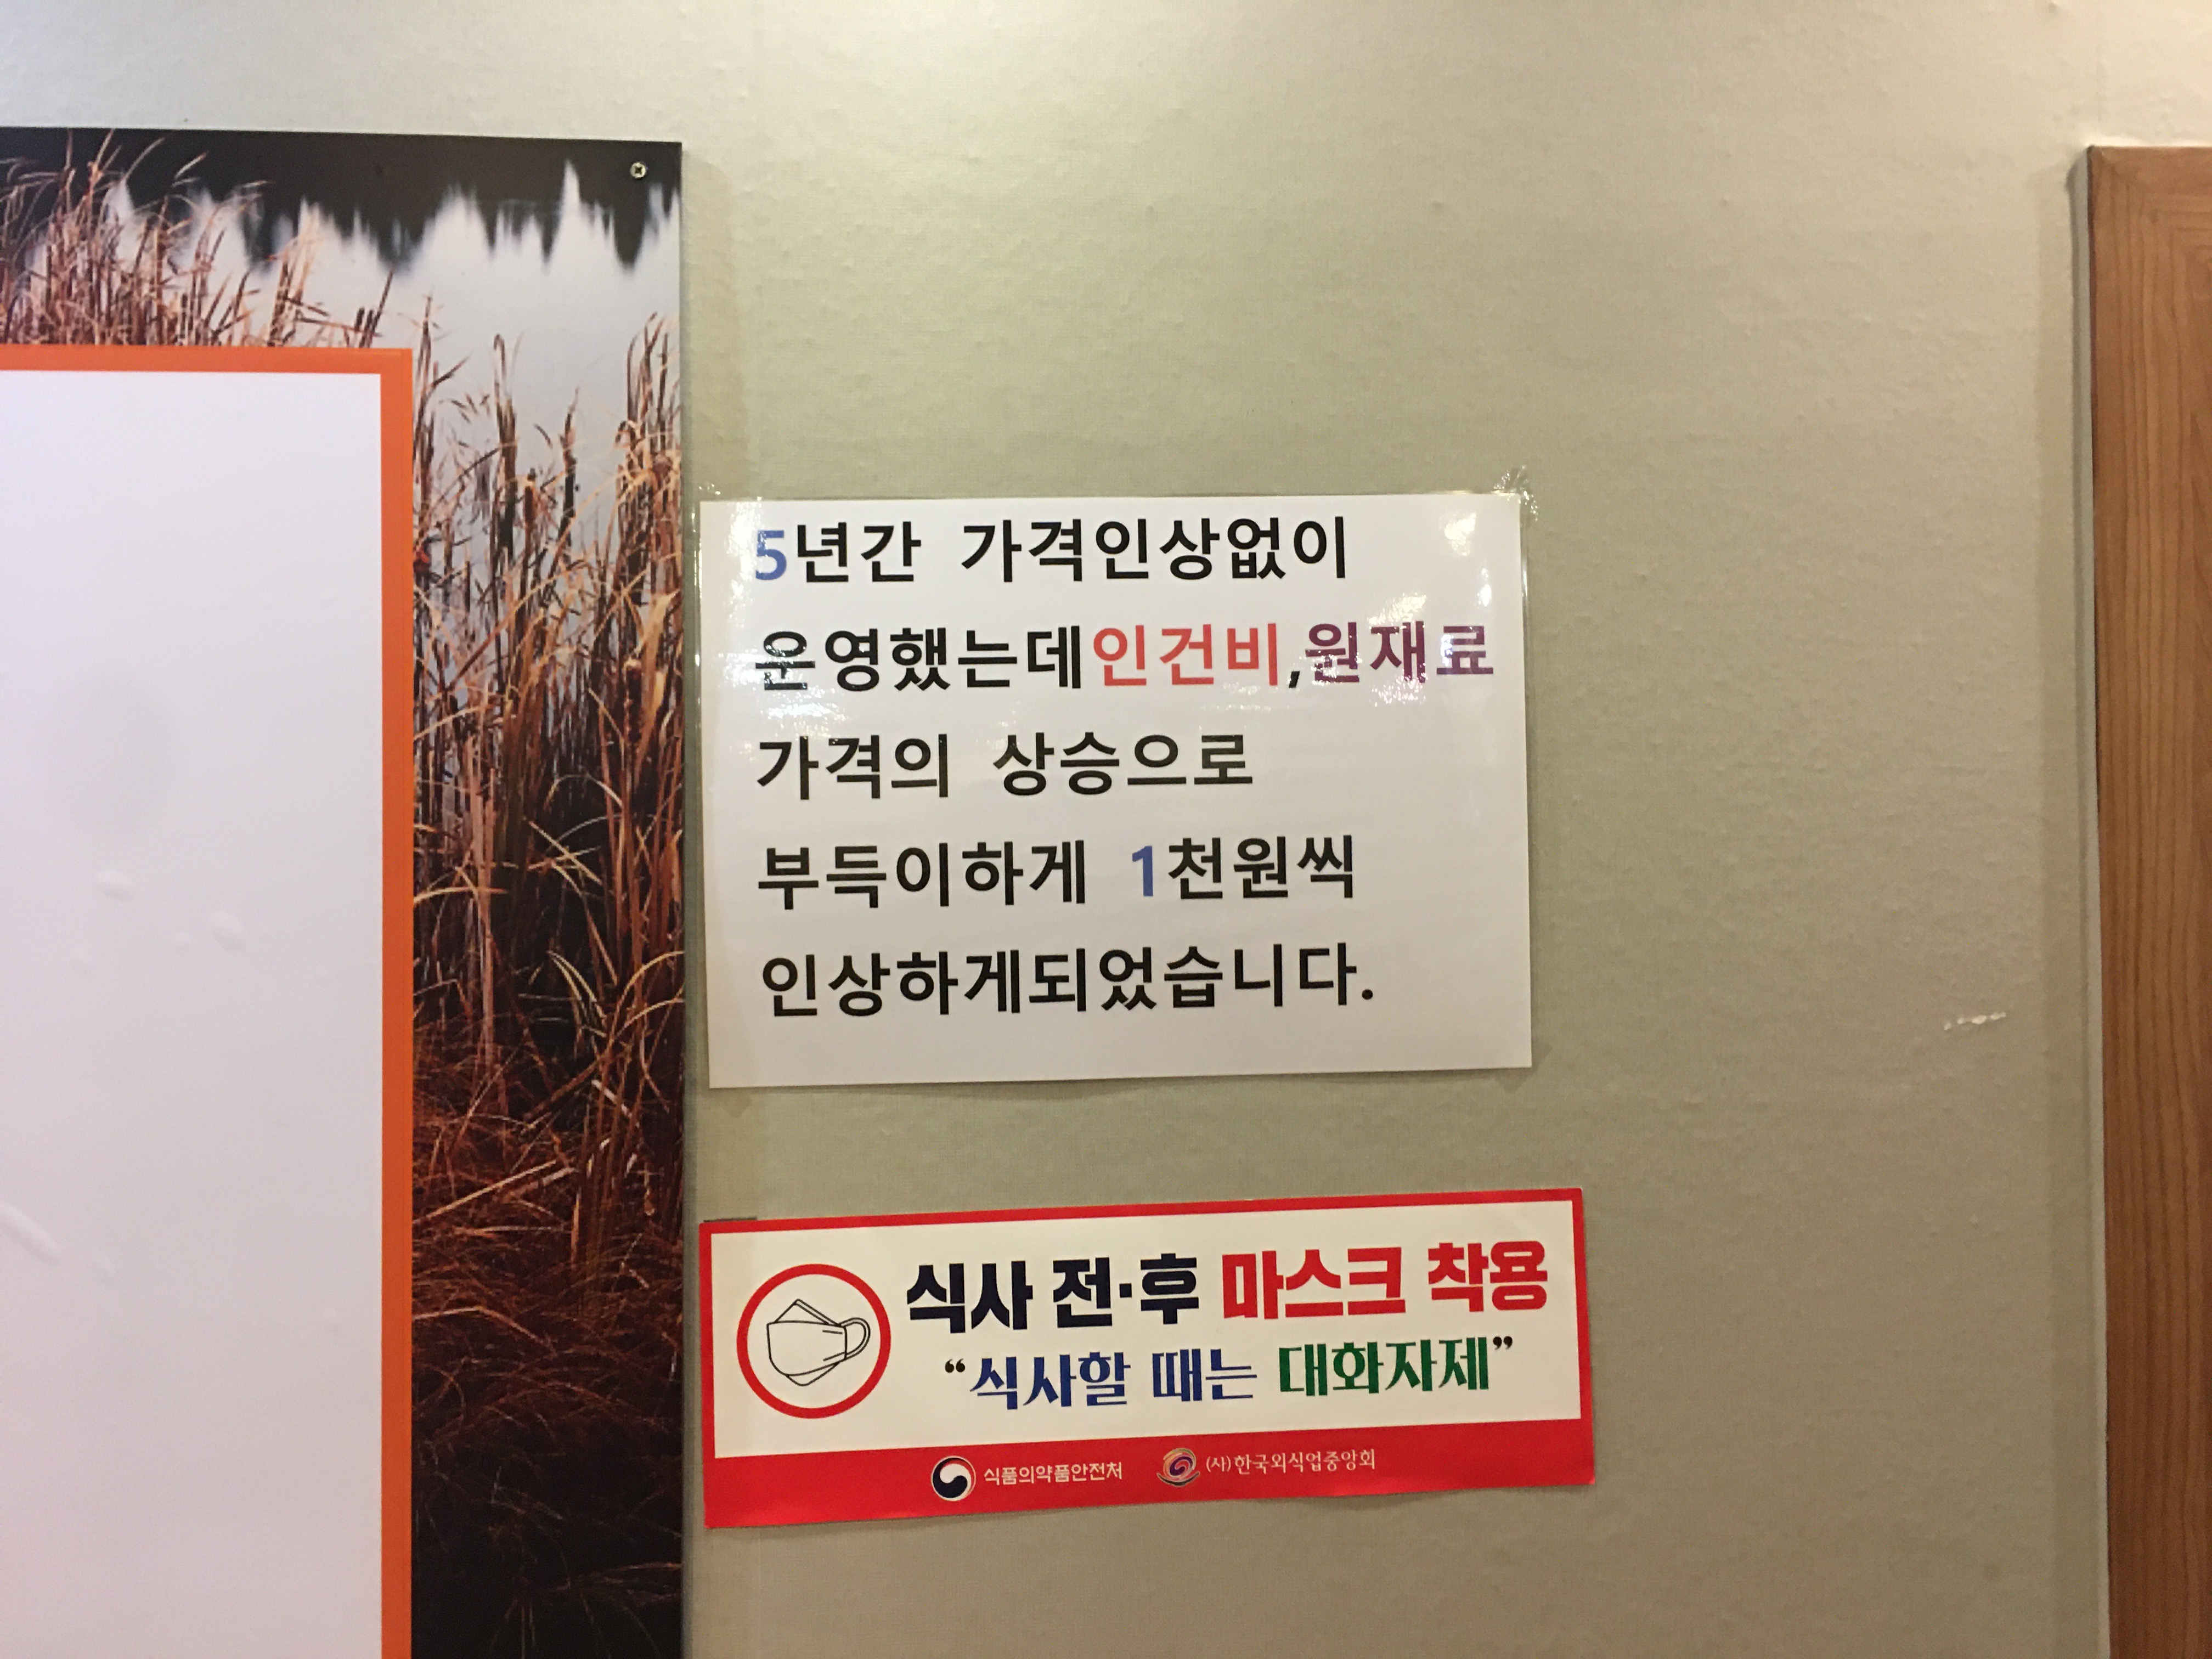 5년간 가격인상없이
운영했는데인건비,원재료
가격의 상승으로
부득이하게 1천원씩
인상하게되었습니다.
식사 전·후 마스크 착용
“식사할 때는 대화자제”
식품의약품안전처 (사)한국외식업중앙회